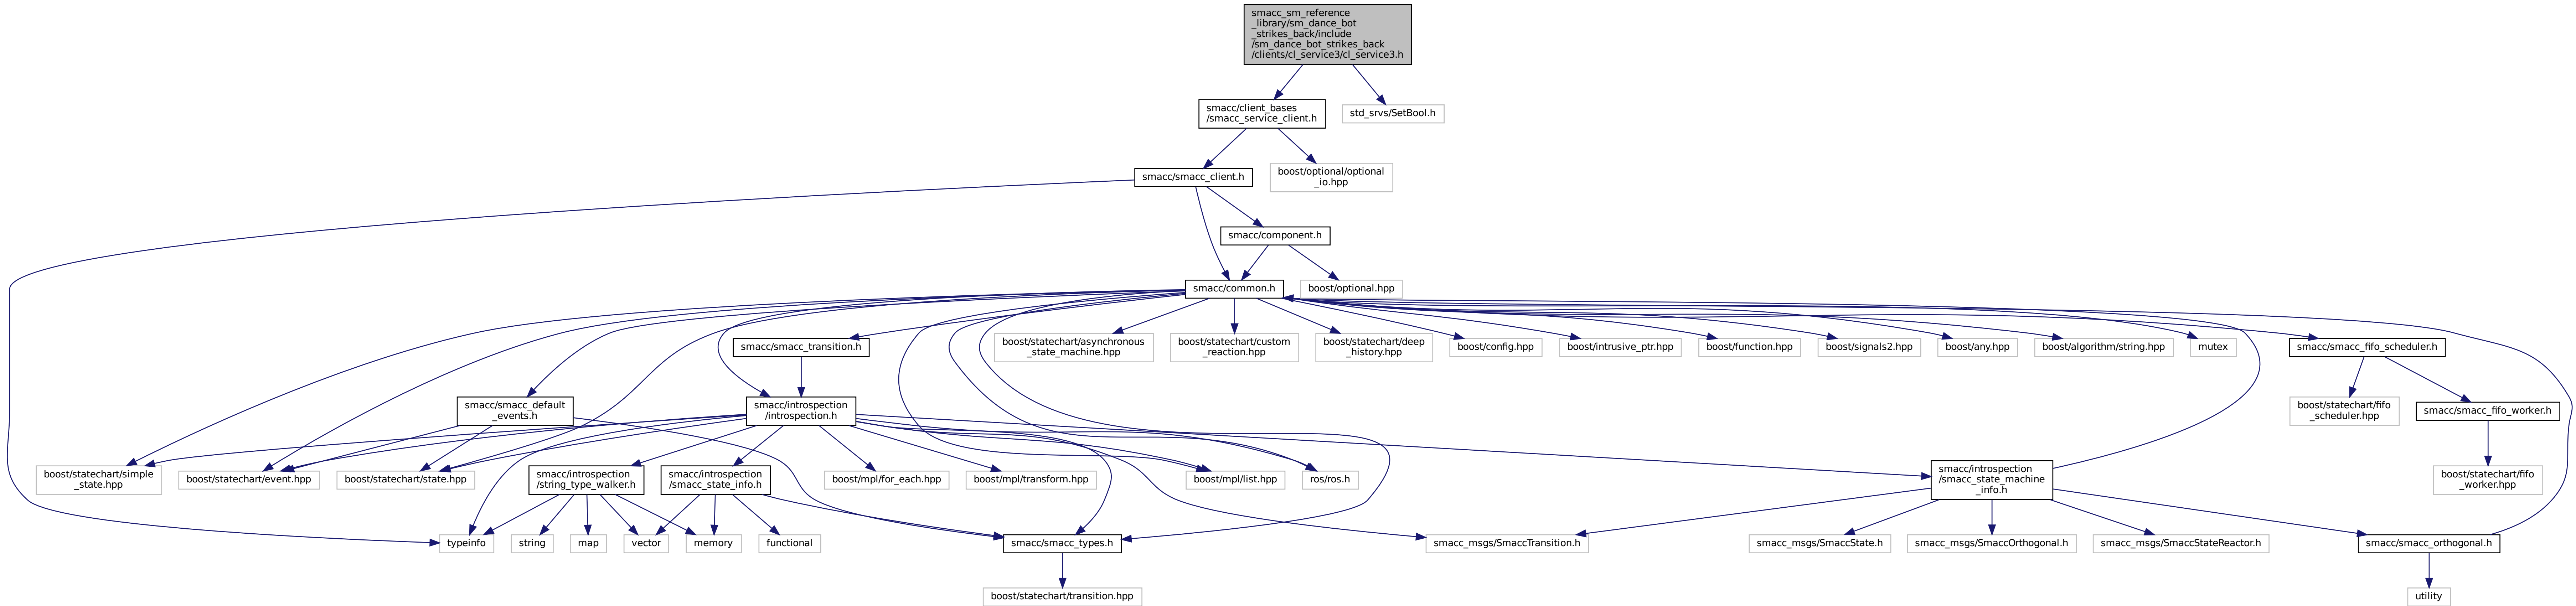 smacc_sm_reference
_library/sm_dance_bot
_strikes_back/include
/sm_dance_bot_strikes_back
/clients/cl_service3/cl_service3.h
smacc/client_bases
/smacc_service_client.h
std_srvs/SetBool.h
smacc/smacc_client.h
boost/optional/optional
_io.hpp
smacc/component.h
smacc/common.h
boost/optional.hpp
smacc/smacc_transition.h
boost/statechart/asynchronous
_state_machine.hpp
boost/statechart/custom
_reaction.hpp
boost/statechart/deep
_history.hpp
boost/config.hpp
boost/intrusive_ptr.hpp
boost/function.hpp
boost/signals2.hpp
boost/any.hpp
boost/algorithm/string.hpp
mutex
smacc/smacc_fifo_scheduler.h
smacc/smacc_default
_events.h
smacc/introspection
/introspection.h
boost/statechart/fifo
_scheduler.hpp
smacc/smacc_fifo_worker.h
boost/statechart/simple
_state.hpp
boost/statechart/event.hpp
boost/statechart/state.hpp
smacc/introspection
/string_type_walker.h
smacc/introspection
/smacc_state_info.h
boost/mpl/for_each.hpp
boost/mpl/transform.hpp
boost/mpl/list.hpp
ros/ros.h
smacc/introspection
/smacc_state_machine
_info.h
boost/statechart/fifo
_worker.hpp
typeinfo
string
map
vector
memory
functional
smacc/smacc_types.h
smacc_msgs/SmaccTransition.h
smacc_msgs/SmaccState.h
smacc_msgs/SmaccOrthogonal.h
smacc_msgs/SmaccStateReactor.h
smacc/smacc_orthogonal.h
boost/statechart/transition.hpp
utility